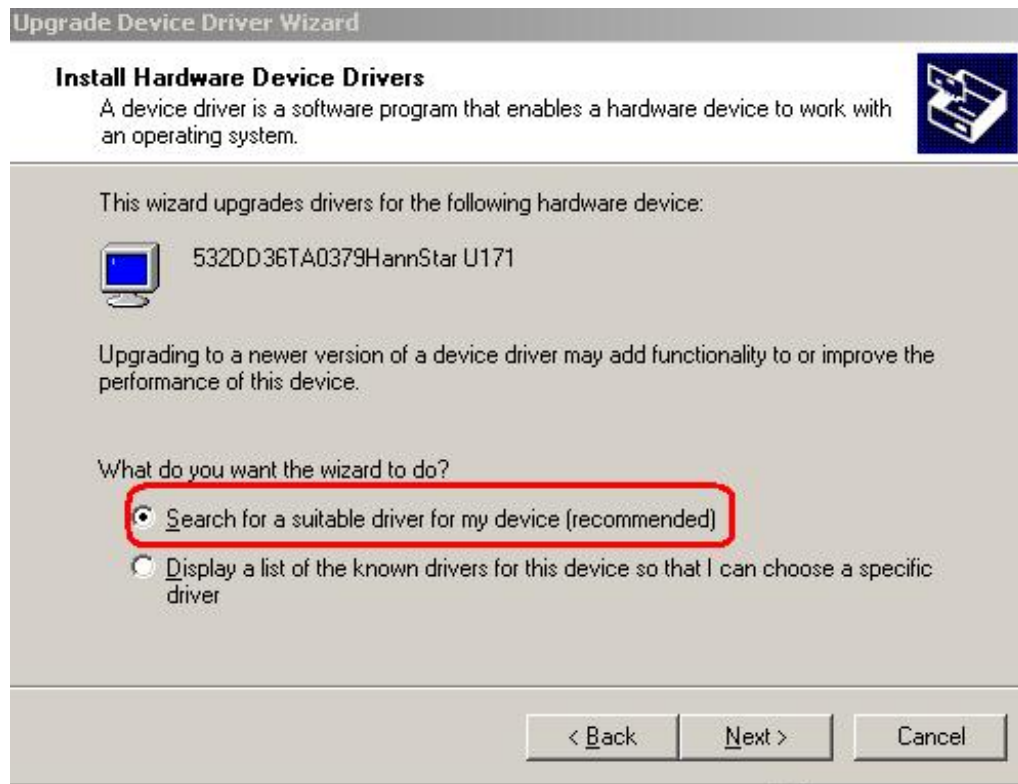 Upgrade Device Driver Wizard
Install Hardware Device Drivers
A device driver is a software program that enables a hardware device to work with
an operating system.
This wizard upgrades drivers for the following hardware device:
532DD36TA0379HannStar U171
Upgrading to a newer version of a device driver may add functionality to or improve the
performance of this device.
What do you want the wizard to do?
Search for a suitable driver for my device (recommended)
Display a list of the known drivers for this device so that I can choose a specific
driver
< Back Next > Cancel